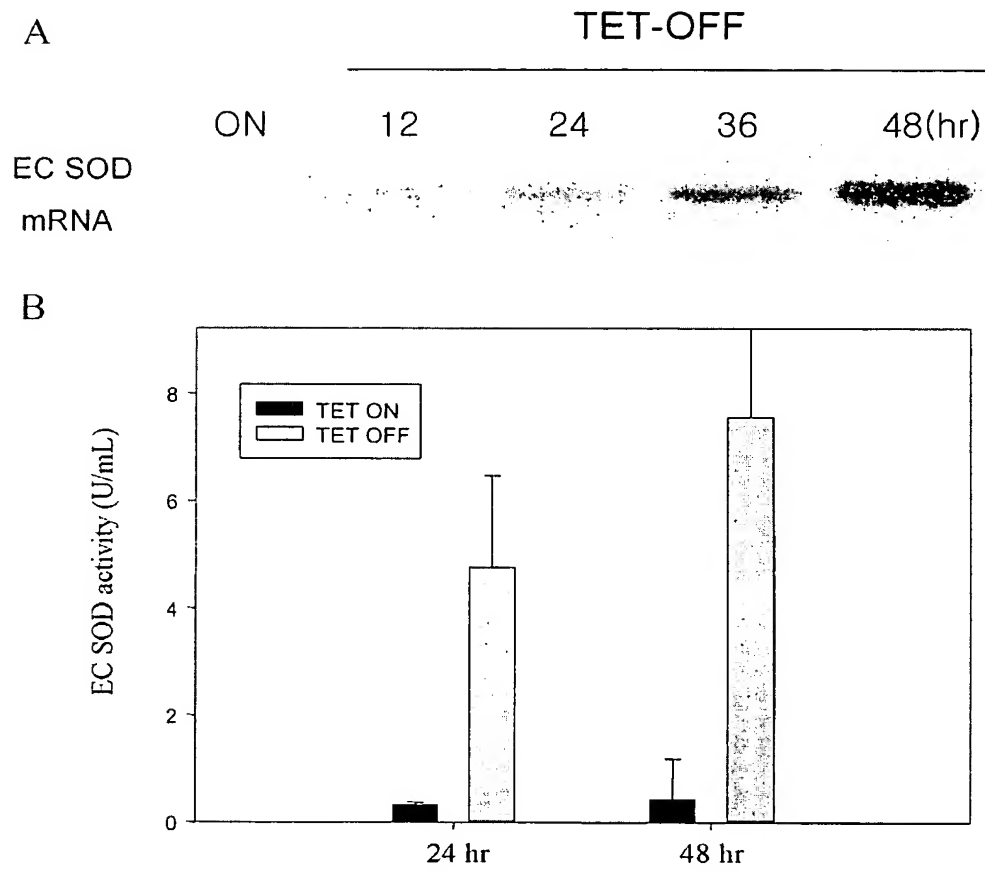 A
TET-OFF
ON 12 24 36 48(hr)
EC SOD
mRNA
B
8
6
4
2
0
EC SOD activity (U/mL)
TET ON
TET OFF
24 hr 48 hr